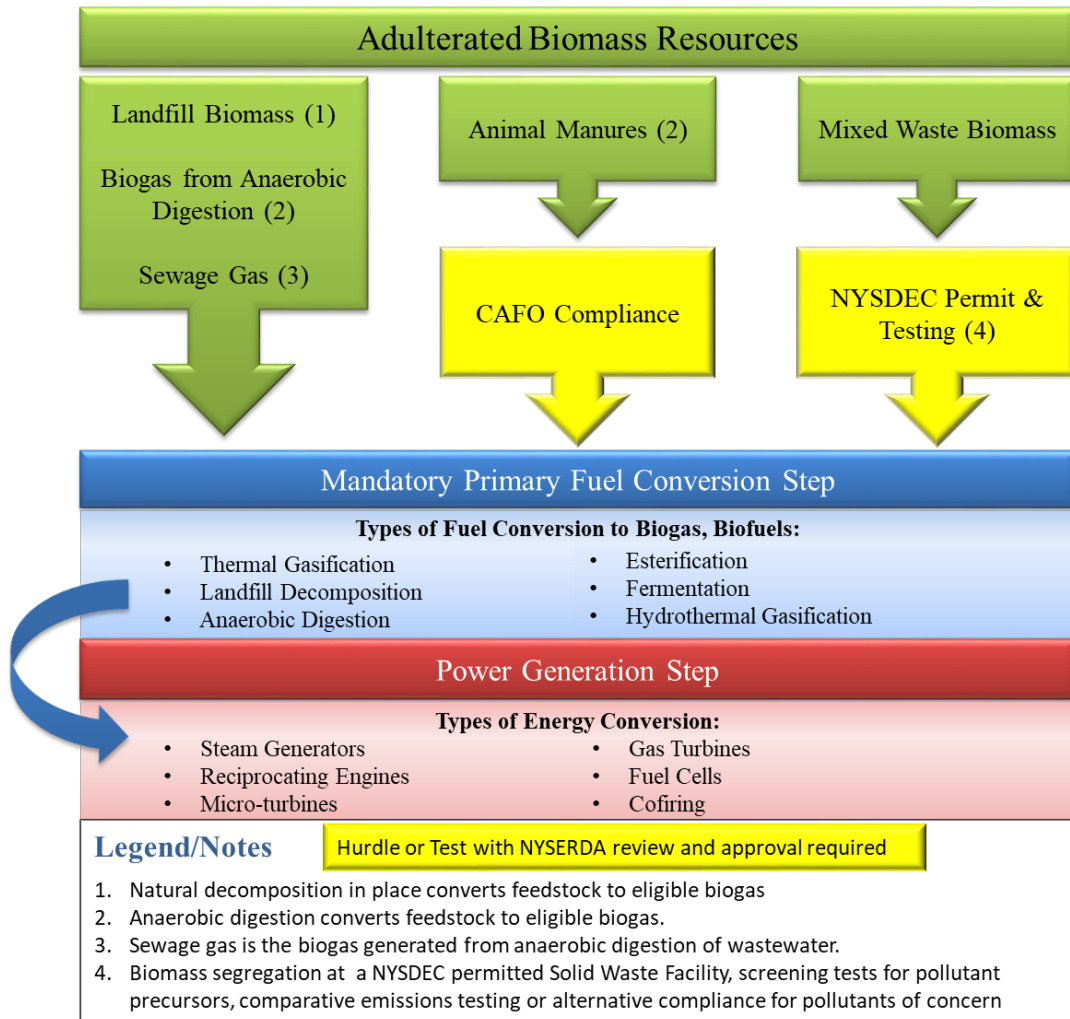 Adulterated Biomass Resources
Landfill Biomass (1)
Biogas from Anaerobic
Digestion (2)
Sewage Gas (3)
Animal Manures (2)
Mixed Waste Biomass
CAFO Compliance
NYSDEC Permit &
Testing (4)
Mandatory Primary Fuel Conversion Step
Types of Fuel Conversion to Biogas, Biofuels:
• Thermal Gasification
• Landfill Decomposition
• Anaerobic Digestion
• Esterification
• Fermentation
• Hydrothermal Gasification
Power Generation Step
Types of Energy Conversion:
• Steam Generators
• Reciprocating Engines
• Micro-turbines
• Gas Turbines
• Fuel Cells
• Cofiring
Legend/Notes
Hurdle or Test with NYSERDA review and approval required
1. Natural decomposition in place converts feedstock to eligible biogas
2. Anaerobic digestion converts feedstock to eligible biogas.
3. Sewage gas is the biogas generated from anaerobic digestion of wastewater.
4. Biomass segregation at a NYSDEC permitted Solid Waste Facility, screening tests for pollutant
precursors, comparative emissions testing or alternative compliance for pollutants of concern